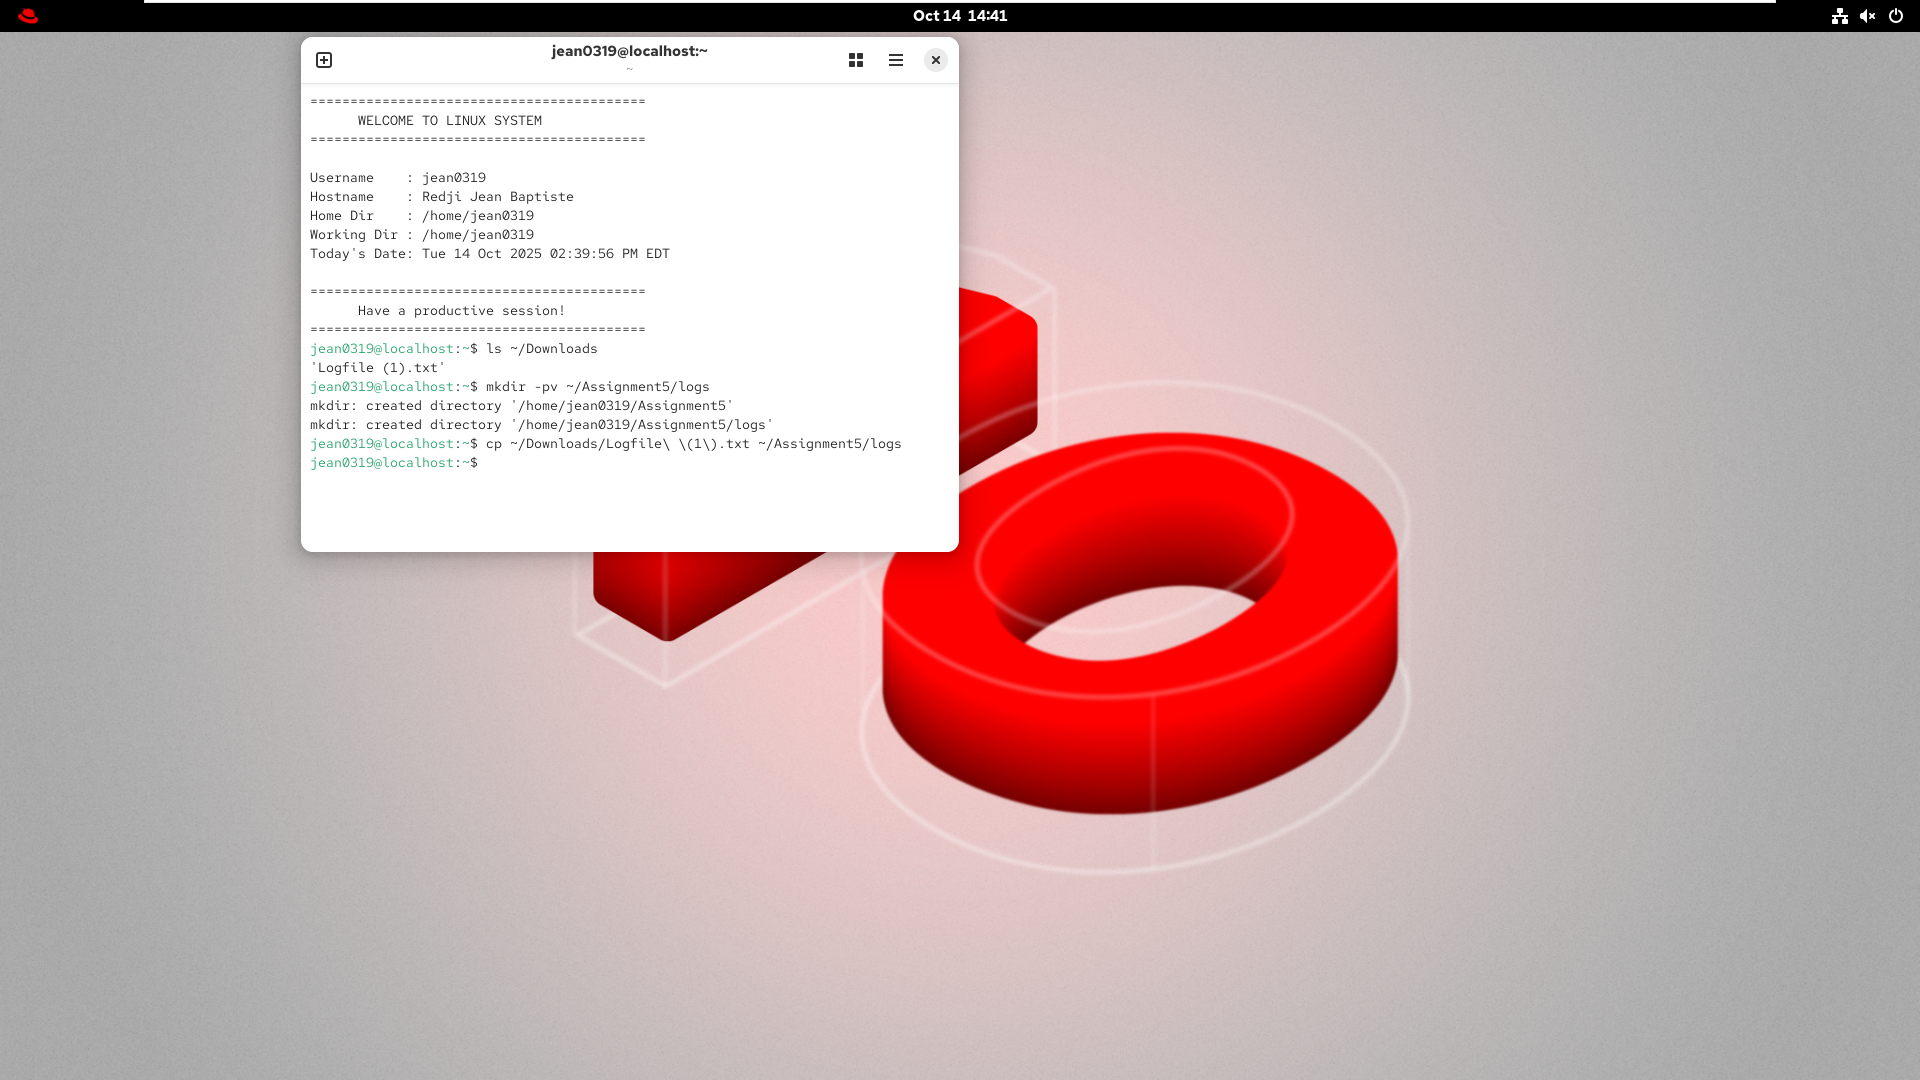 Oct 14 14:41
jean0319@localhost:~
~
==========================================
WELCOME TO LINUX SYSTEM
==========================================
Username    : jean0319
Hostname    : Redji Jean Baptiste
Home Dir    : /home/jean0319
Working Dir : /home/jean0319
Today's Date: Tue 14 Oct 2025 02:39:56 PM EDT
==========================================
Have a productive session!
==========================================
jean0319@localhost:~$ ls ~/Downloads
'Logfile (1).txt'
jean0319@localhost:~$ mkdir -pv ~/Assignment5/logs
mkdir: created directory '/home/jean0319/Assignment5'
mkdir: created directory '/home/jean0319/Assignment5/logs'
jean0319@localhost:~$ cp ~/Downloads/Logfile\ \(1\).txt ~/Assignment5/logs
jean0319@localhost:~$